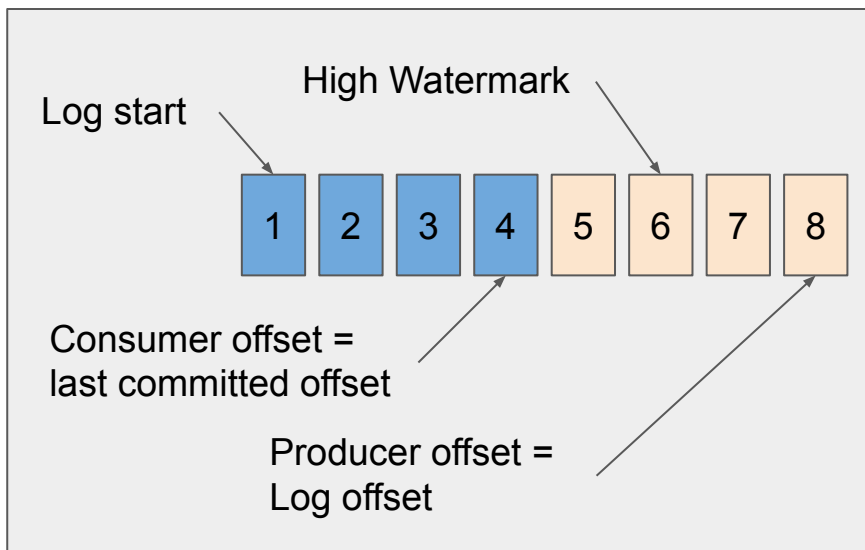 High Watermark
Log start
1 2 3 4 5 6 7 8
Consumer offset =
last committed offset
Producer offset =
Log offset